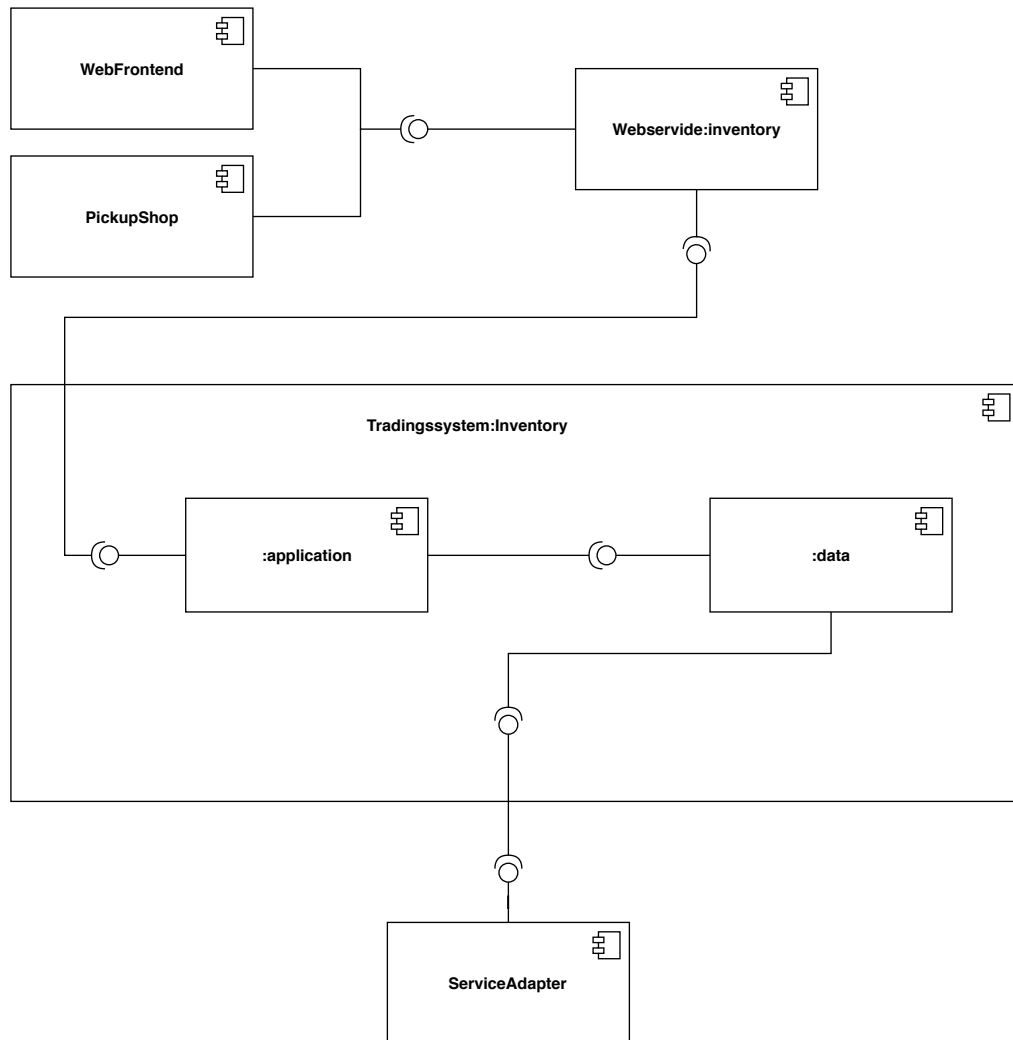 WebFrontend
Webservide:inventory
PickupShop
Tradingssystem:Inventory
:application
:data
ServiceAdapter